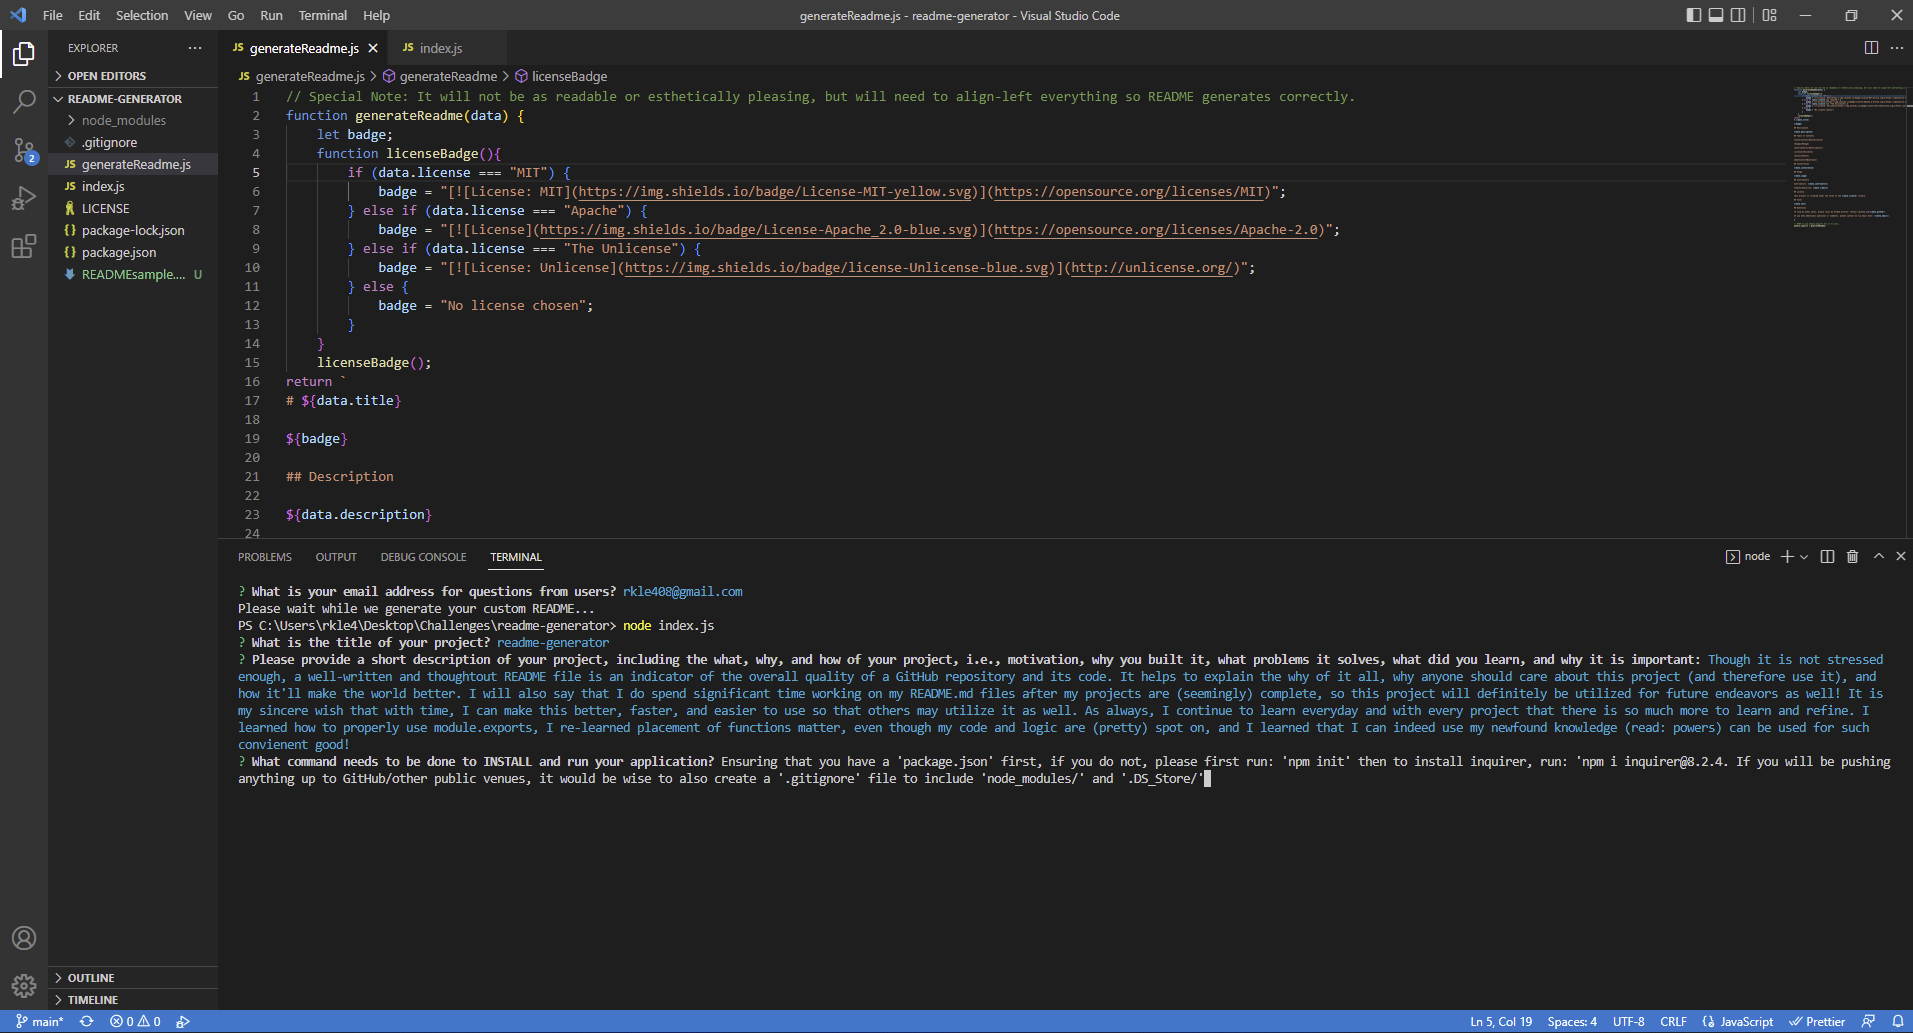 File Edit Selection View Go Run Terminal Help
generateReadme.js - readme-generator - Visual Studio Code
EXPLORER
OPEN EDITORS
README-GENERATOR
node_modules
.gitignore
JS generateReadme.js
JS index.js
LICENSE
{} package-lock.json
{} package.json
READMEsample.... U
OUTLINE
TIMELINE
2
JS generateReadme.js
JS index.js
JS generateReadme.js > generateReadme > licenseBadge
1 // Special Note: It will not be as readable or esthetically pleasing, but will need to align-left everything so README generates correctly.
2 function generateReadme(data) {
3 let badge;
4 function licenseBadge(){
5 if (data.license === "MIT") {
6 badge = "[![License: MIT](https://img.shields.io/badge/License-MIT-yellow.svg)](https://opensource.org/licenses/MIT)";
7 } else if (data.license === "Apache") {
8 badge = "[![License](https://img.shields.io/badge/License-Apache_2.0-blue.svg)](https://opensource.org/licenses/Apache-2.0)";
9 } else if (data.license === "The Unlicense") {
10 badge = "[![License: Unlicense](https://img.shields.io/badge/license-Unlicense-blue.svg)](http://unlicense.org/)";
11 } else {
12 badge = "No license chosen";
13 }
14 }
15 licenseBadge();
16 return `
17 # ${data.title}
18
19 ${badge}
20
21 ## Description
22
23 ${data.description}
24
PROBLEMS OUTPUT DEBUG CONSOLE TERMINAL
node
? What is your email address for questions from users? rkle408@gmail.com
Please wait while we generate your custom README...
PS C:\Users\rkle4\Desktop\Challenges\readme-generator> node index.js
? What is the title of your project? readme-generator
? Please provide a short description of your project, including the what, why, and how of your project, i.e., motivation, why you built it, what problems it solves, what did you learn, and why it is important: Though it is not stressed
enough, a well-written and thoughtout README file is an indicator of the overall quality of a GitHub repository and its code. It helps to explain the why of it all, why anyone should care about this project (and therefore use it), and
how it'll make the world better. I will also say that I do spend significant time working on my README.md files after my projects are (seemingly) complete, so this project will definitely be utilized for future endeavors as well! It is
my sincere wish that with time, I can make this better, faster, and easier to use so that others may utilize it as well. As always, I continue to learn everyday and with every project that there is so much more to learn and refine. I
learned how to properly use module.exports, I re-learned placement of functions matter, even though my code and logic are (pretty) spot on, and I learned that I can indeed use my newfound knowledge (read: powers) can be used for such
convienent good!
? What command needs to be done to INSTALL and run your application? Ensuring that you have a 'package.json' first, if you do not, please first run: 'npm init' then to install inquirer, run: 'npm i inquirer@8.2.4. If you will be pushing
anything up to GitHub/other public venues, it would be wise to also create a '.gitignore' file to include 'node_modules/' and '.DS_Store/'
main* 0 0
Ln 5, Col 19 Spaces: 4 UTF-8 CRLF JavaScript Prettier